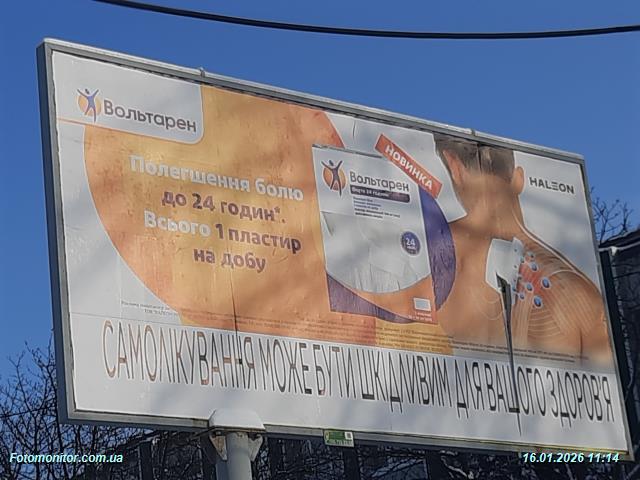 Вольтарен
НОВИНКА
HALEON
Полегшення болю
до 24 годин*.
Всього 1 пластир
на добу
Вольтарен
24
САМОЛІКУВАННЯ МОЖЕ БУТИ ШКІДЛИВИМ ДЛЯ ВАШОГО ЗДОРОВ'Я
Fotomonitor.com.ua
16.01.2026 11:14